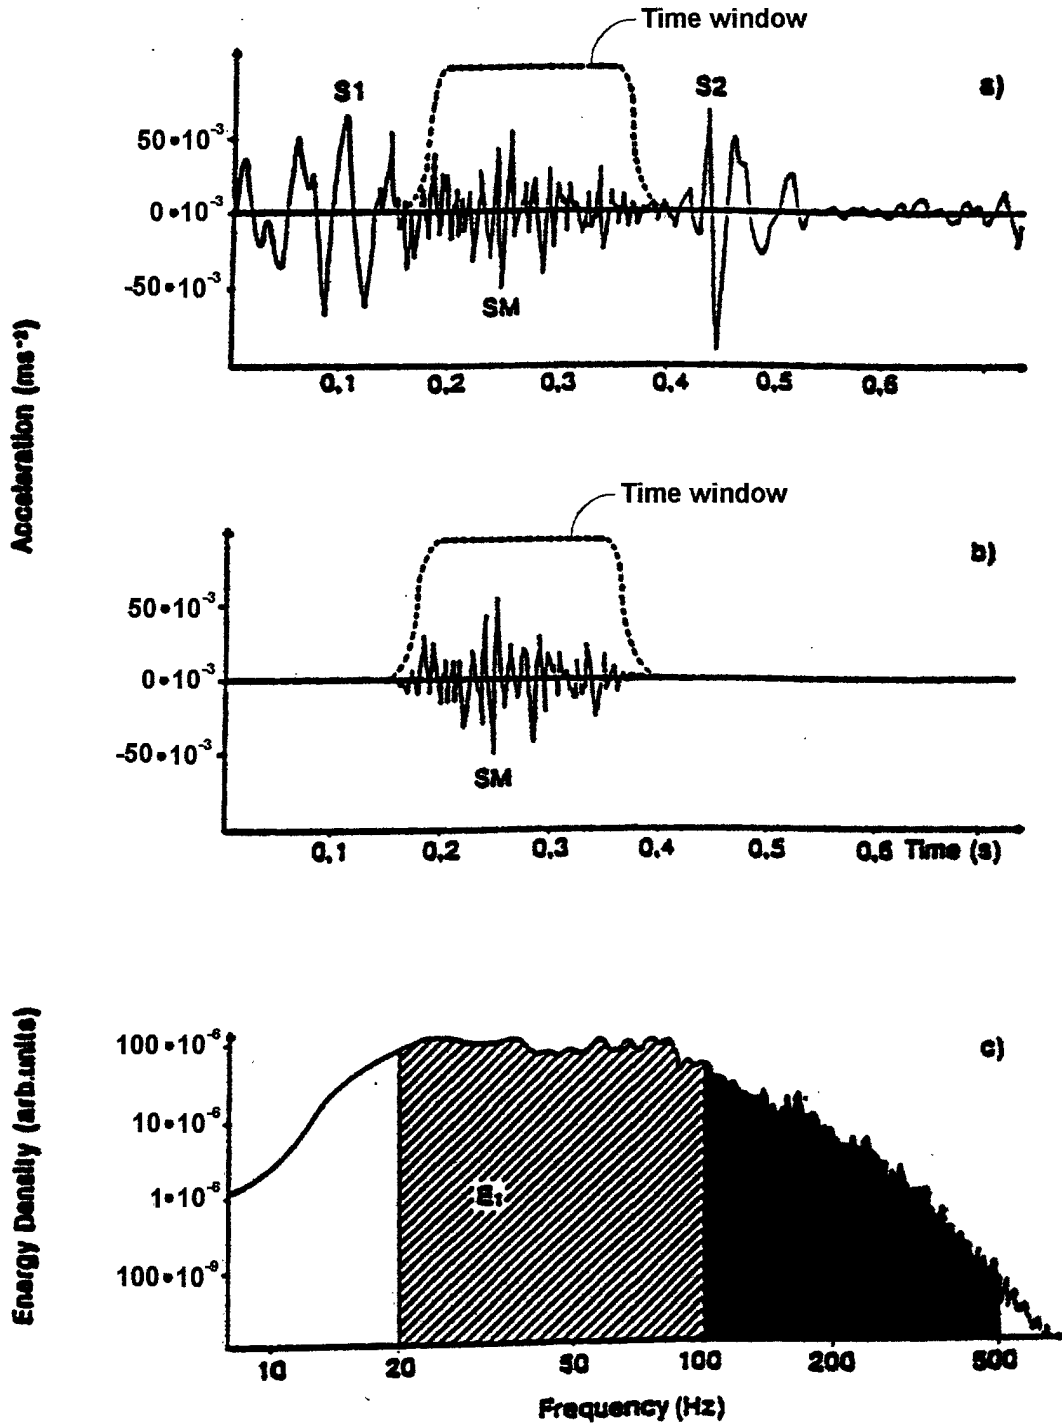 Time window
a)
S1
S2
50•10⁻³
0•10⁻³
-50•10⁻³
SM
0,1 0,2 0,3 0,4 0,5 0,6
Acceleration (ms⁻²)
Time window
b)
50•10⁻³
0•10⁻³
-50•10⁻³
SM
0,1 0,2 0,3 0,4 0,5 0,6 Time (s)
c)
100•10⁻⁶
10•10⁻⁶
1•10⁻⁶
100•10⁻⁹
Energy Density (arb.units)
E₁
10 20 50 100 200 500
Frequency (Hz)